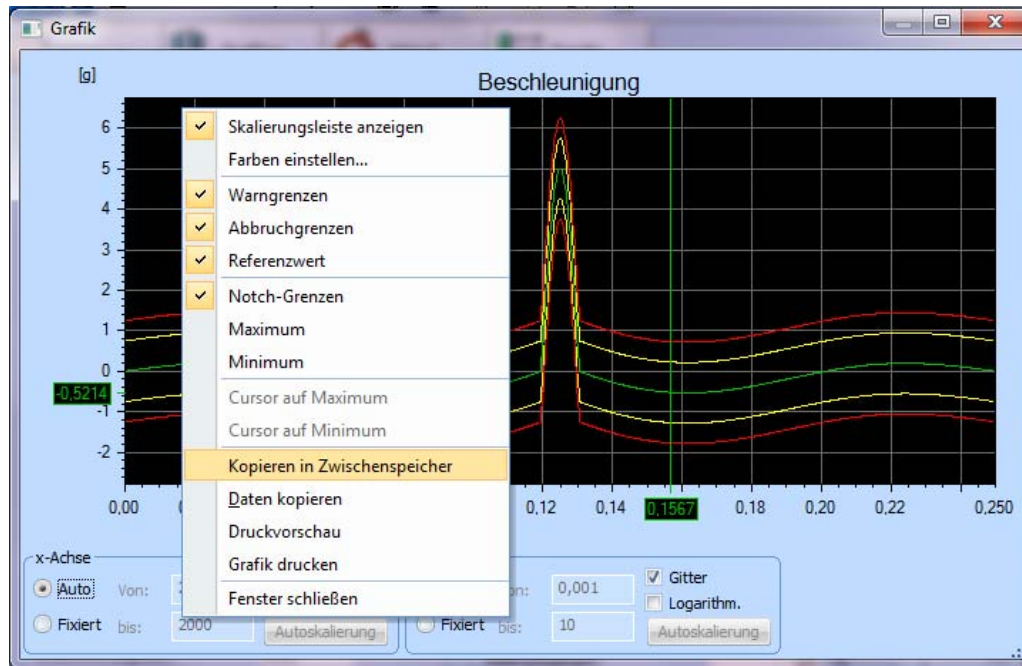 Grafik
[g]
Beschleunigung
6
5
4
3
2
1
0
-0,5214
-1
-2
Skalierungsleiste anzeigen
Farben einstellen...
Warngrenzen
Abbruchgrenzen
Referenzwert
Notch-Grenzen
Maximum
Minimum
Cursor auf Maximum
Cursor auf Minimum
Kopieren in Zwischenspeicher
Daten kopieren
Druckvorschau
Grafik drucken
Fenster schließen
0,00
0,12
0,14
0,1567
0,18
0,20
0,22
0,250
x-Achse
Auto Von:
0,001
Gitter
Logarithm.
Fixiert bis: 2000 Autoskalierung
Fixiert bis: 10 Autoskalierung